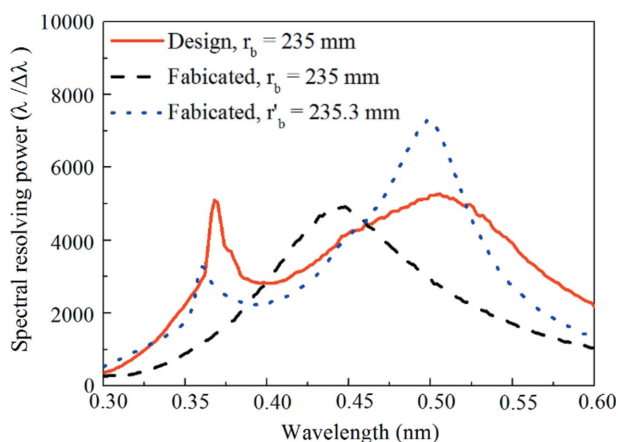 Spectral resolving power (λ /Δλ)
10000
8000
6000
4000
2000
0
Design, r_b = 235 mm
Fabicated, r_b = 235 mm
Fabicated, r'_b = 235.3 mm
0.30 0.35 0.40 0.45 0.50 0.55 0.60
Wavelength (nm)